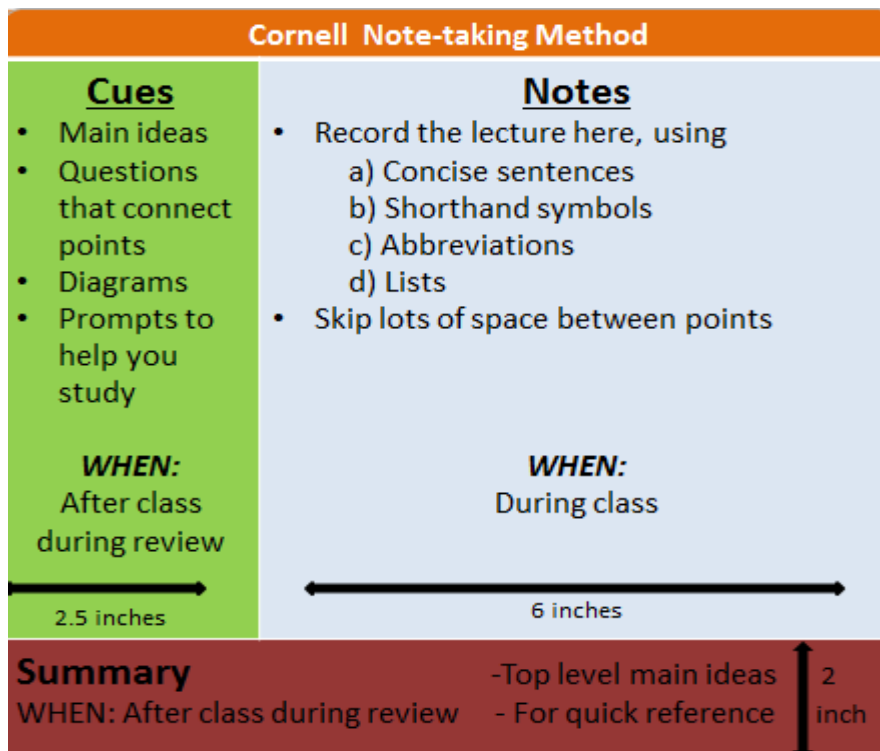 Cornell Note-taking Method
Cues
• Main ideas
• Questions
that connect
points
• Diagrams
• Prompts to
help you
study
WHEN:
After class
during review
2.5 inches
Notes
• Record the lecture here, using
a) Concise sentences
b) Shorthand symbols
c) Abbreviations
d) Lists
• Skip lots of space between points
WHEN:
During class
6 inches
Summary
WHEN: After class during review
-Top level main ideas
- For quick reference
2
inch